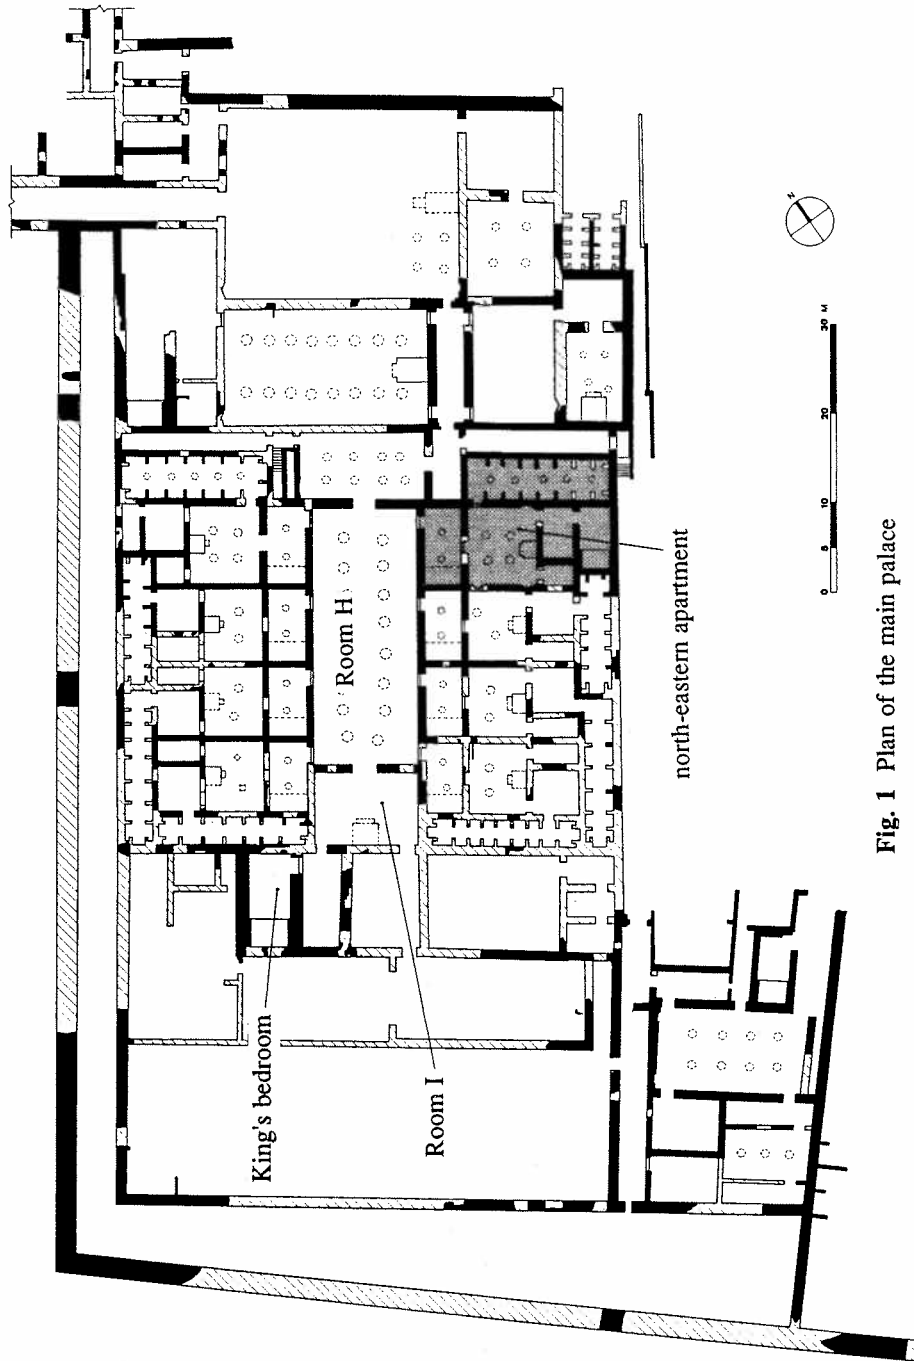 Room H
King's bedroom
Room I
north-eastern apartment
N
0 5 10 20 30 M
Fig. 1 Plan of the main palace